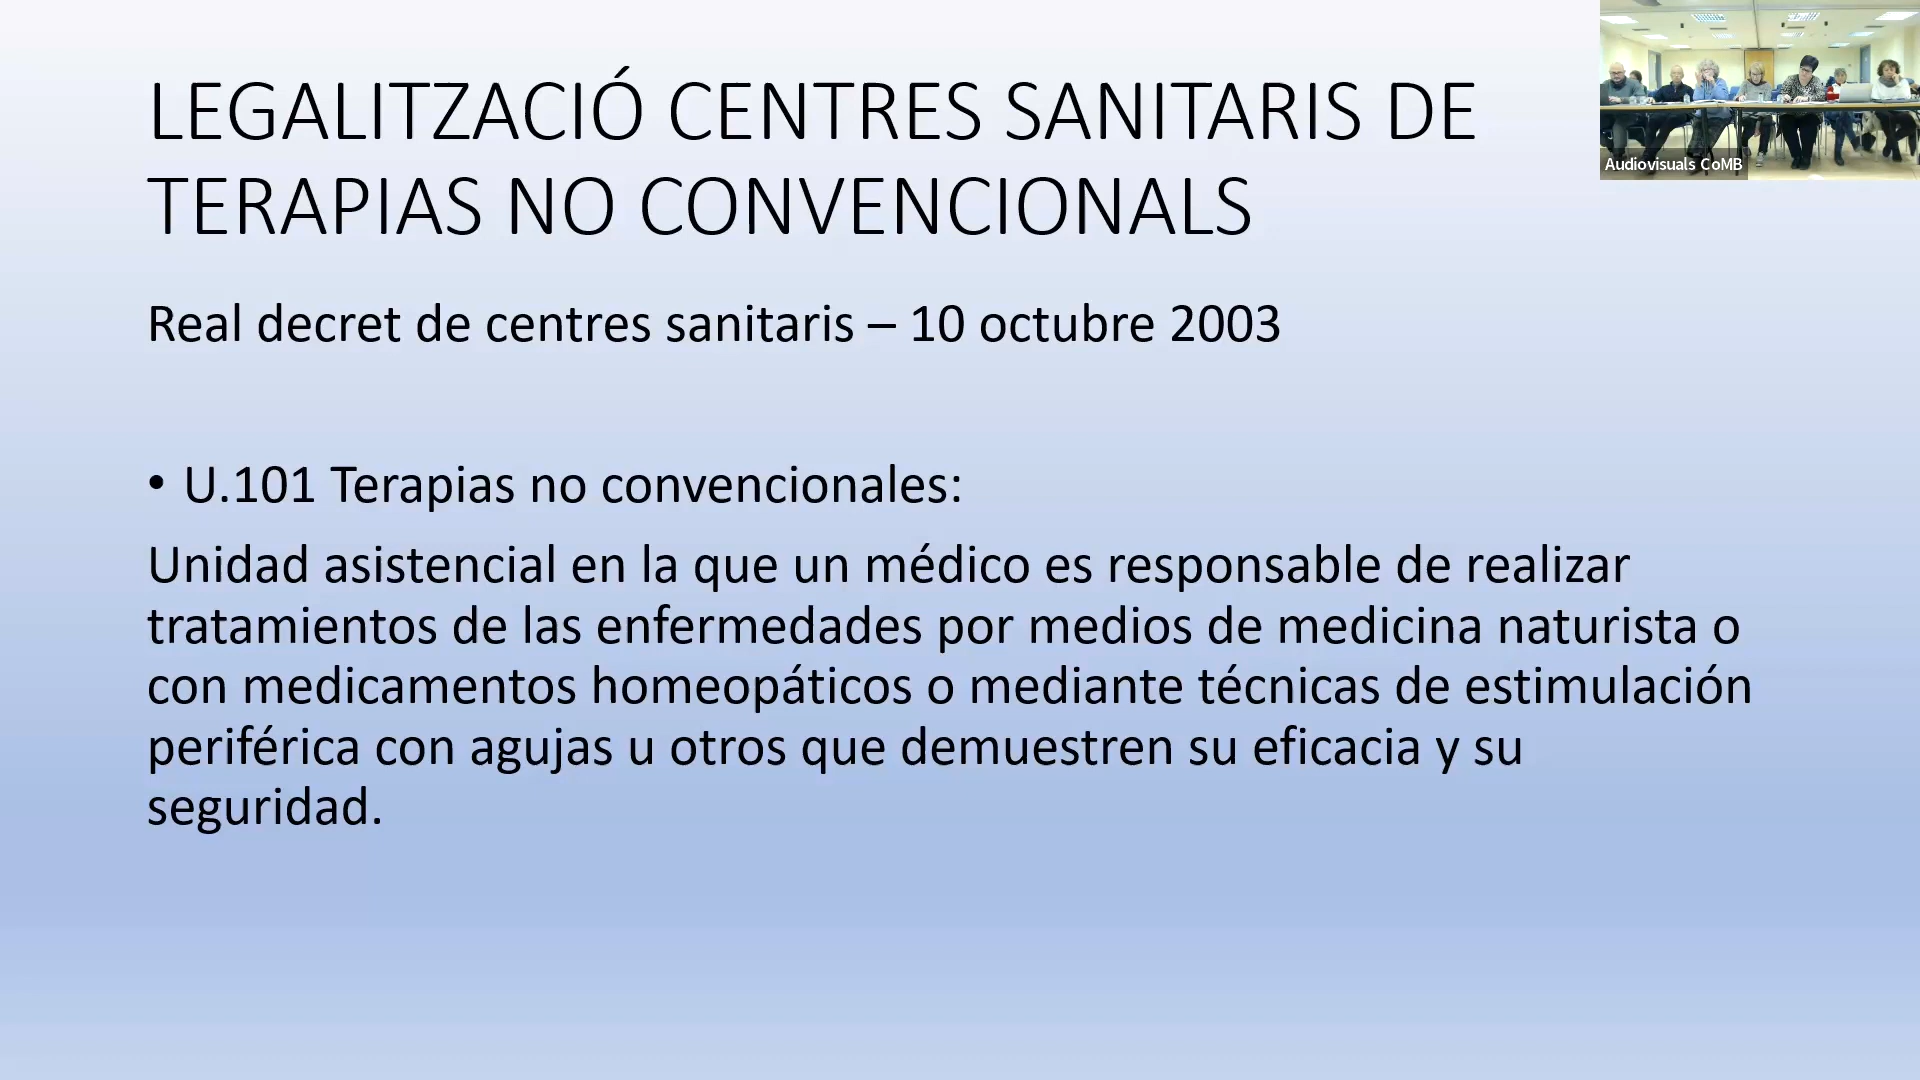 LEGALITZACIÓ CENTRES SANITARIS DE
TERAPIAS NO CONVENCIONALS
Audiovisuals CoMB
Real decret de centres sanitaris – 10 octubre 2003
• U.101 Terapias no convencionales:
Unidad asistencial en la que un médico es responsable de realizar
tratamientos de las enfermedades por medios de medicina naturista o
con medicamentos homeopáticos o mediante técnicas de estimulación
periférica con agujas u otros que demuestren su eficacia y su
seguridad.